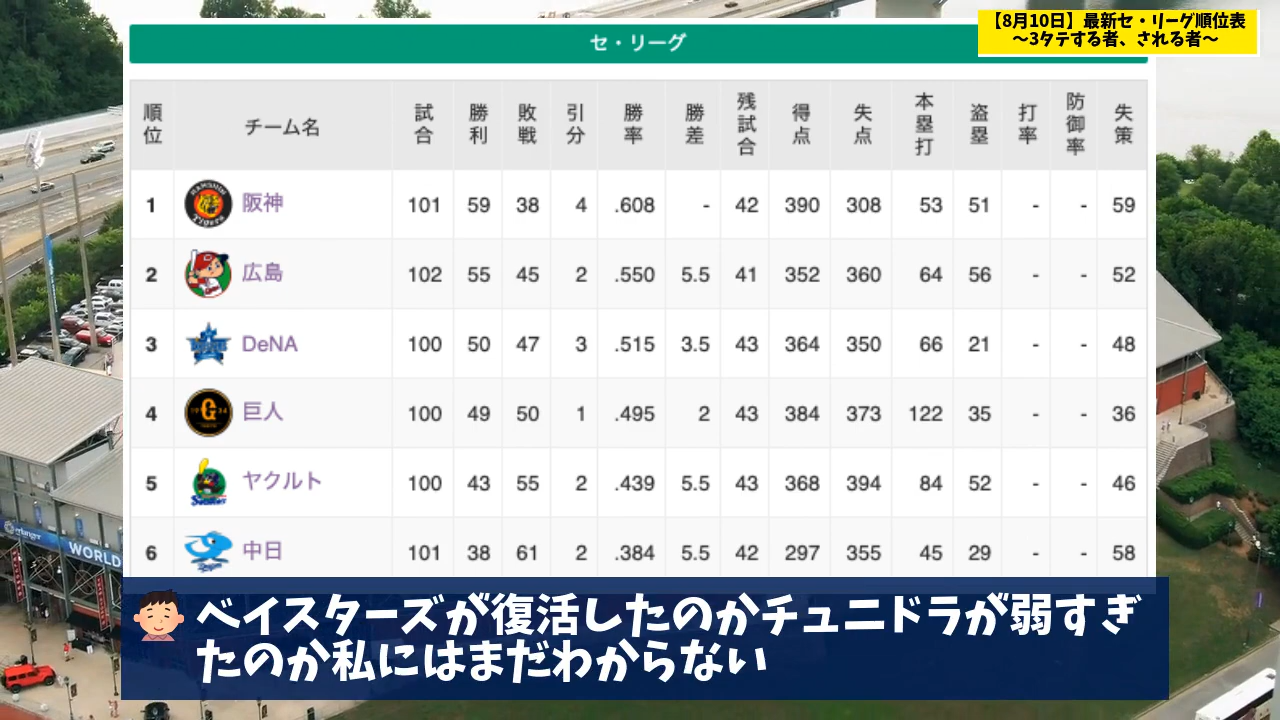 【8月10日】最新セ・リーグ順位表
～3タテする者、される者～
セ・リーグ
順位 チーム名 試合 勝利 敗戦 引分 勝率 勝差 残試合 得点 失点 本塁打 盗塁 打率 防御率 失策
1 阪神 101 59 38 4 .608 - 42 390 308 53 51 - - 59
2 広島 102 55 45 2 .550 5.5 41 352 360 64 56 - - 52
3 DeNA 100 50 47 3 .515 3.5 43 364 350 66 21 - - 48
4 巨人 100 49 50 1 .495 2 43 384 373 122 35 - - 36
5 ヤクルト 100 43 55 2 .439 5.5 43 368 394 84 52 - - 46
6 中日 101 38 61 2 .384 5.5 42 297 355 45 29 - - 58
erlanger
WORLD
ベイスターズが復活したのかチュニドラが弱すぎ
たのか私にはまだわからない